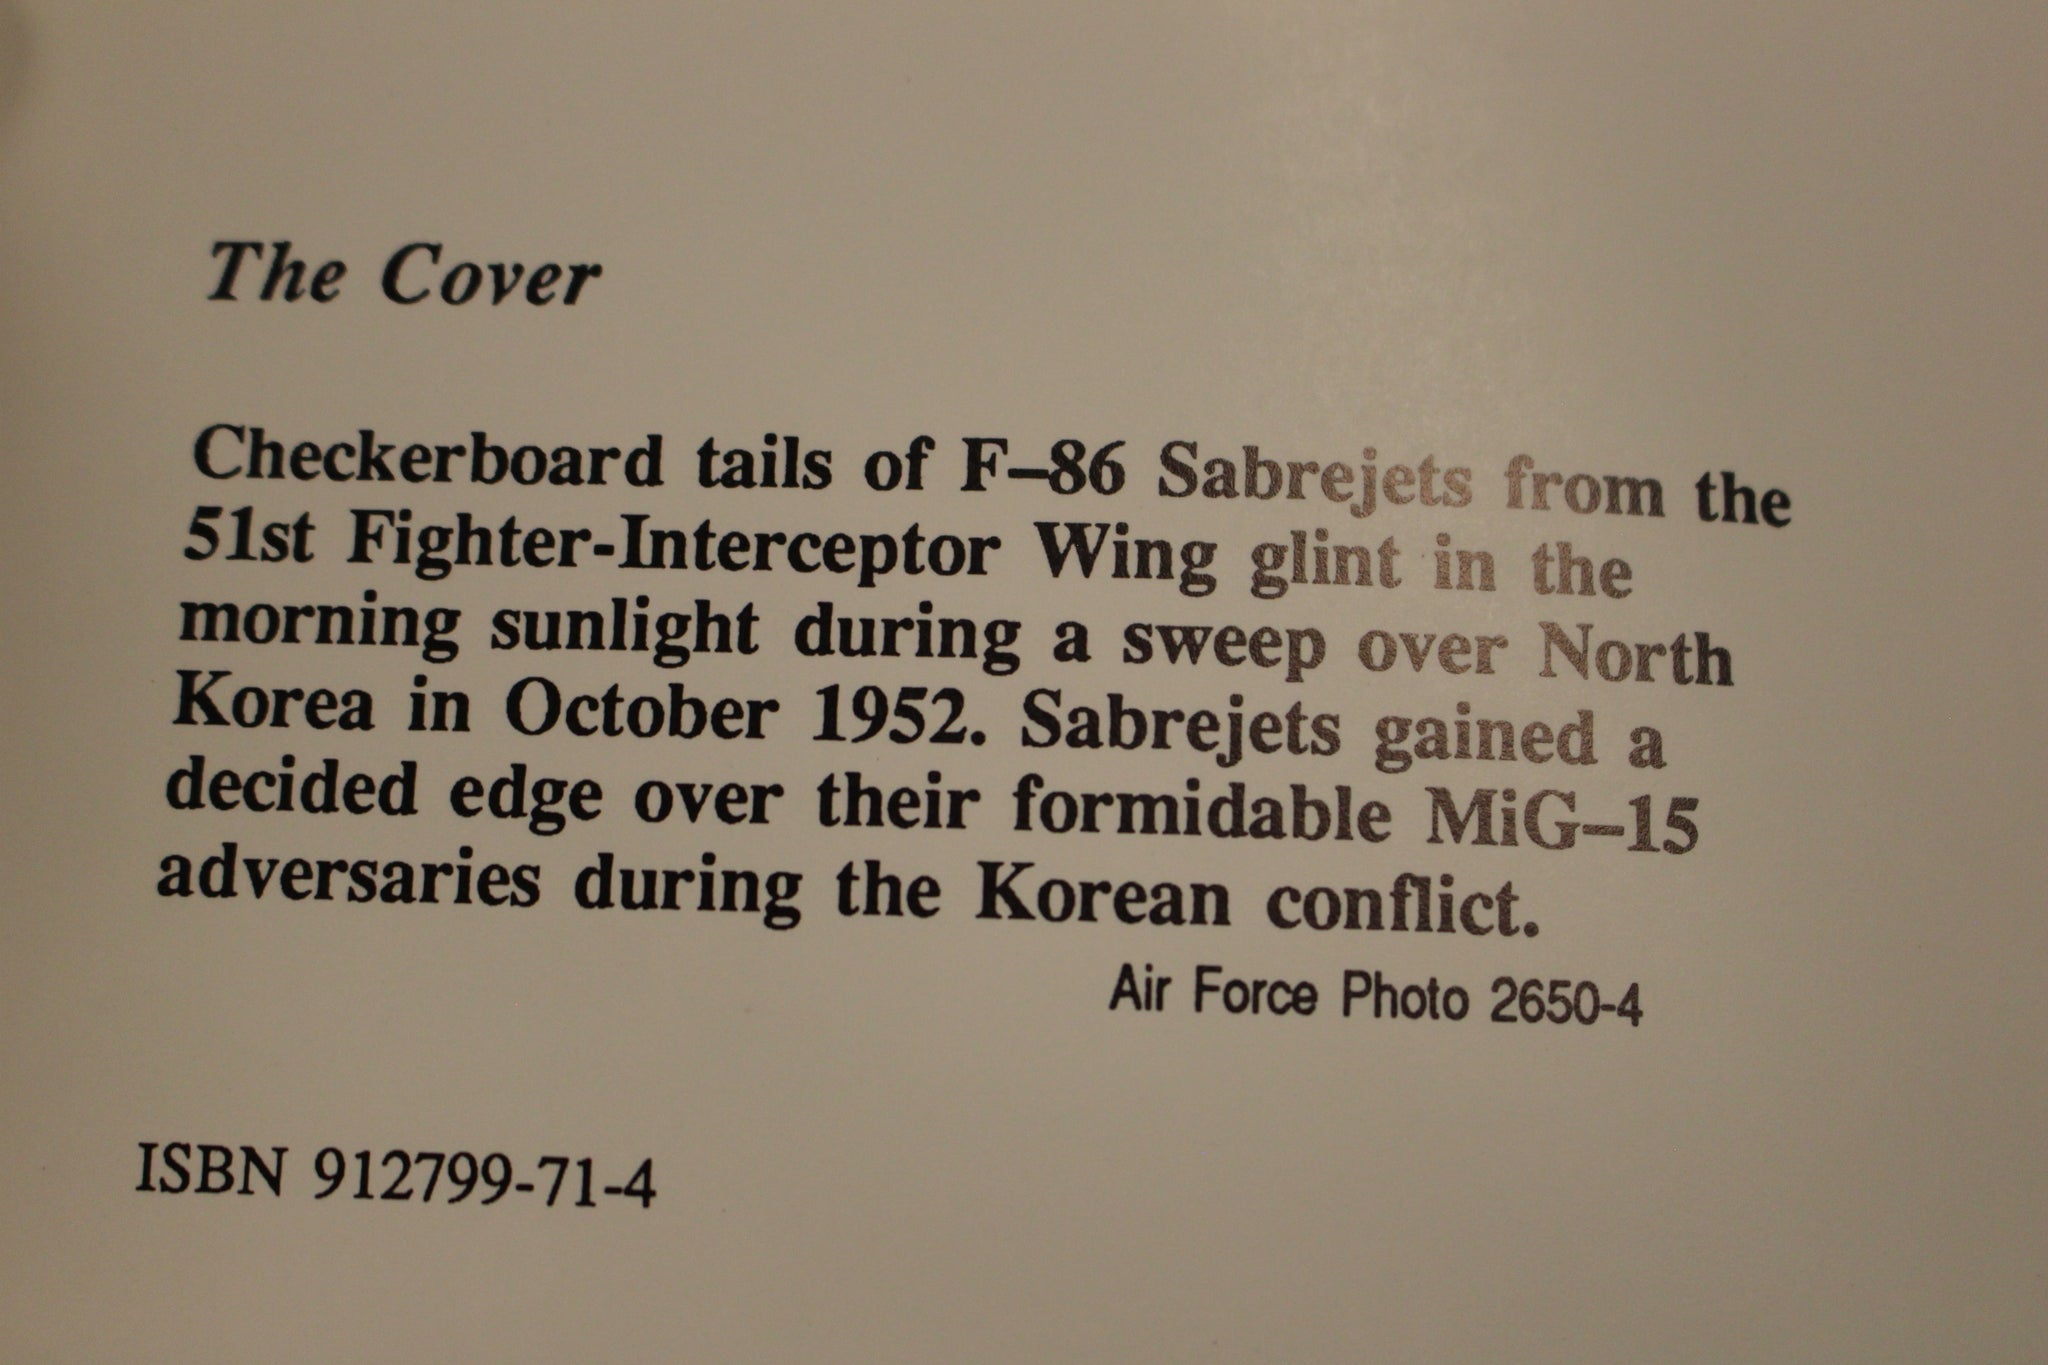 The Cover
Checkerboard tails of F–86 Sabrejets from the
51st Fighter-Interceptor Wing glint in the
morning sunlight during a sweep over North
Korea in October 1952. Sabrejets gained a
decided edge over their formidable MiG–15
adversaries during the Korean conflict.
Air Force Photo 2650-4
ISBN 912799-71-4